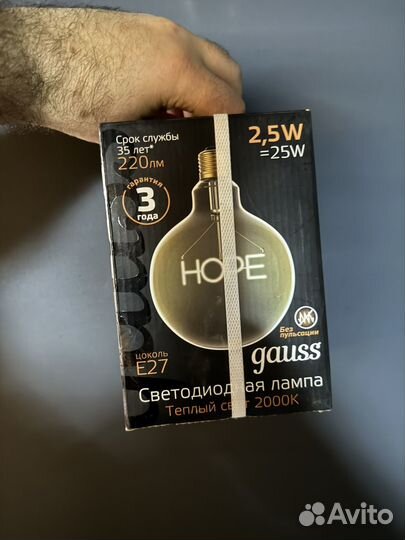 Срок службы
35 лет*
220лм
2,5W
=25W
гарантия
3
года
HOPE
Без
пульсации
gauss
цоколь
E27
Светодиодная лампа
Теплый свет 2000K
Avito